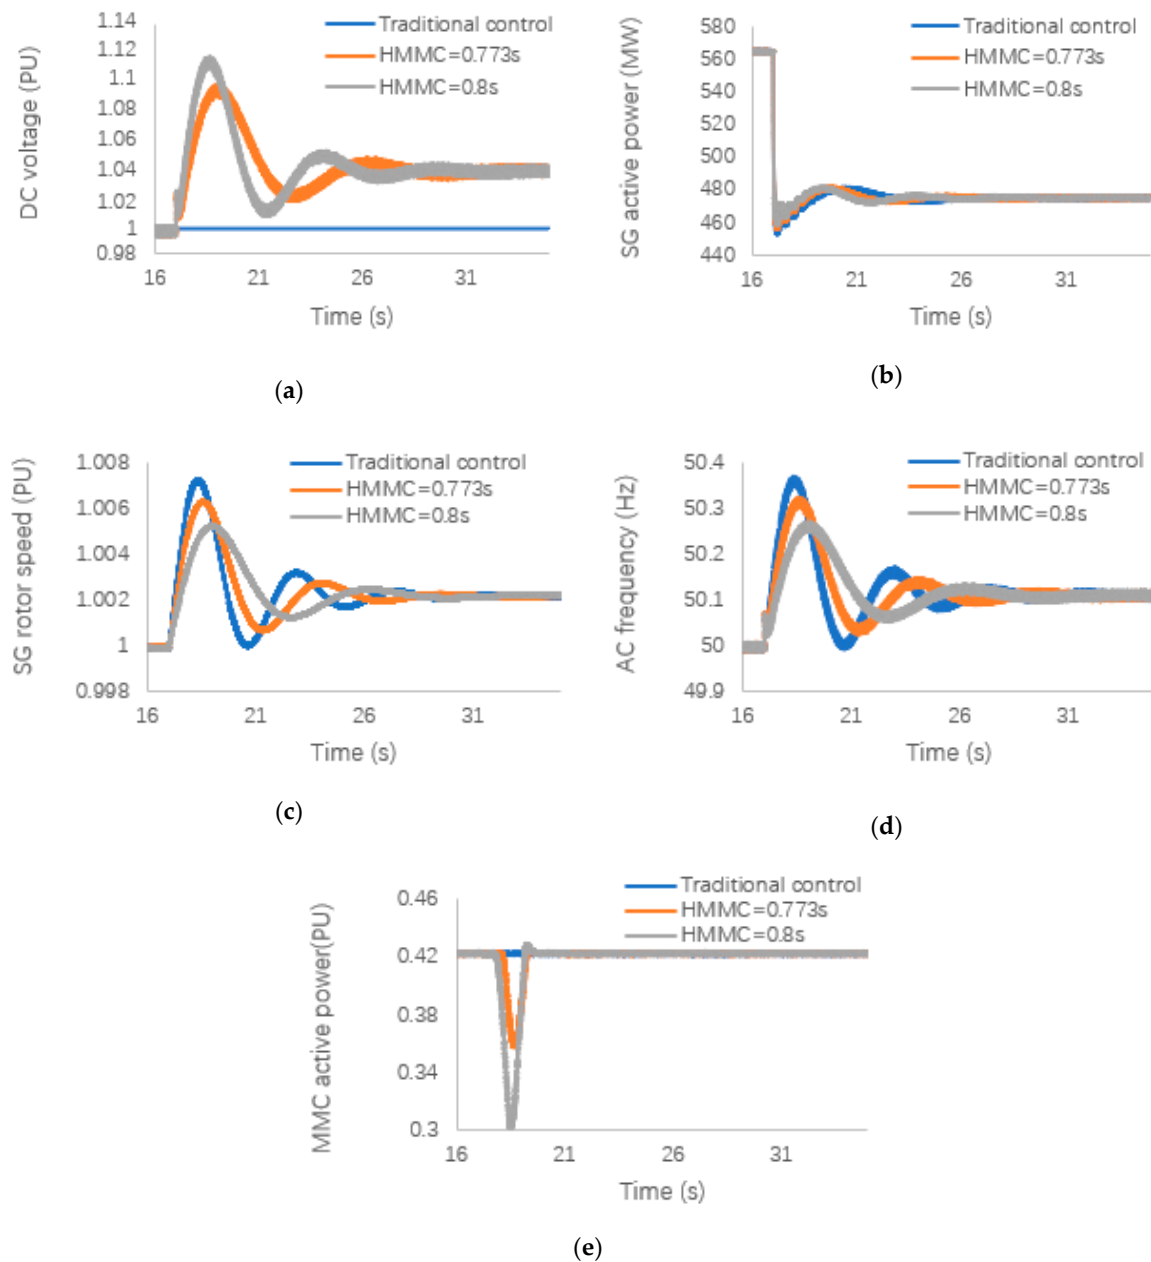 DC voltage (PU)
1.14
1.12
1.1
1.08
1.06
1.04
1.02
1
0.98
16 21 26 31
Time (s)
Traditional control
HMMC=0.773s
HMMC=0.8s
(a)
SG active power (MW)
580
560
540
520
500
480
460
440
16 21 26 31
Time (s)
Traditional control
HMMC=0.773s
HMMC=0.8s
(b)
SG rotor speed (PU)
1.008
1.006
1.004
1.002
1
0.998
16 21 26 31
Time (s)
Traditional control
HMMC=0.773s
HMMC=0.8s
(c)
AC frequency (Hz)
50.4
50.3
50.2
50.1
50
49.9
16 21 26 31
Time (s)
Traditional control
HMMC=0.773s
HMMC=0.8s
(d)
MMC active power(PU)
0.46
0.42
0.38
0.34
0.3
16 21 26 31
Time (s)
Traditional control
HMMC=0.773s
HMMC=0.8s
(e)